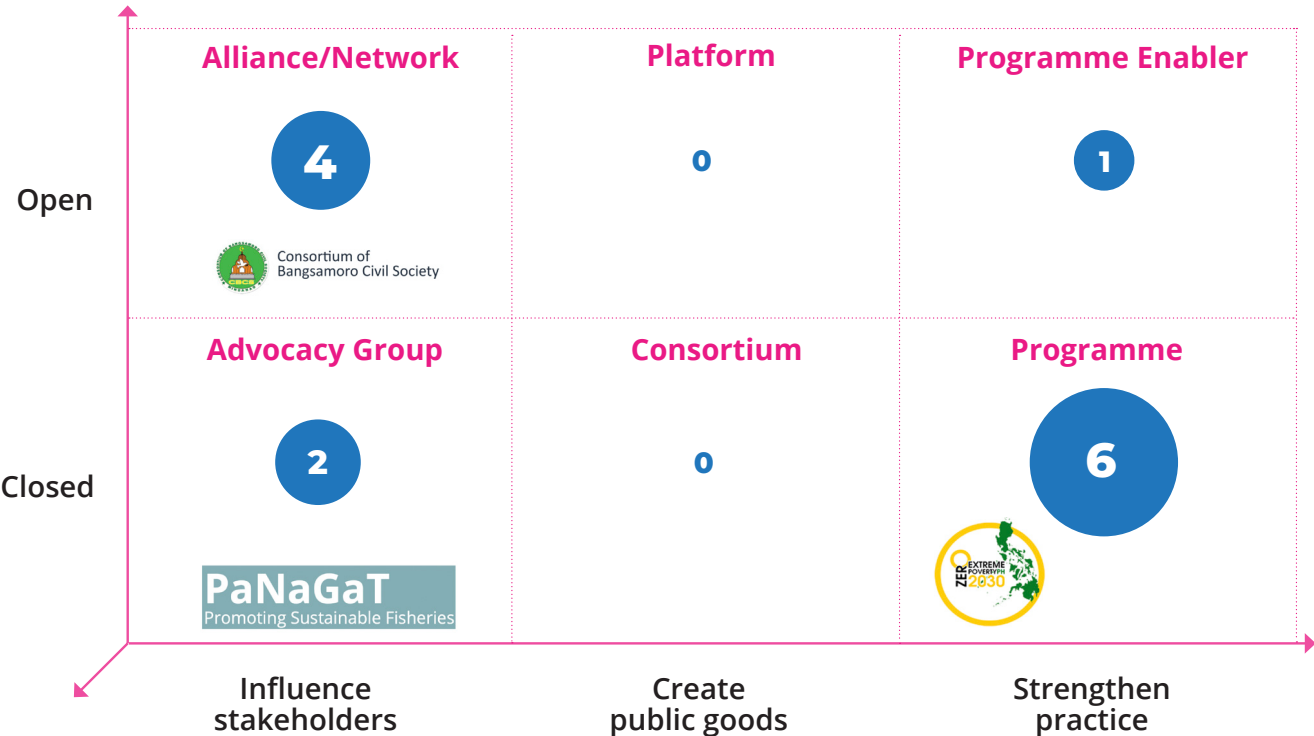 Alliance/Network
Platform
Programme Enabler
4
0
1
Open
Consortium of
Bangsamoro Civil Society
Advocacy Group
Consortium
Programme
2
0
6
Closed
ZERO
EXTREME
POVERTYPH
2030
PaNaGaT
Promoting Sustainable Fisheries
Influence
stakeholders
Create
public goods
Strengthen
practice